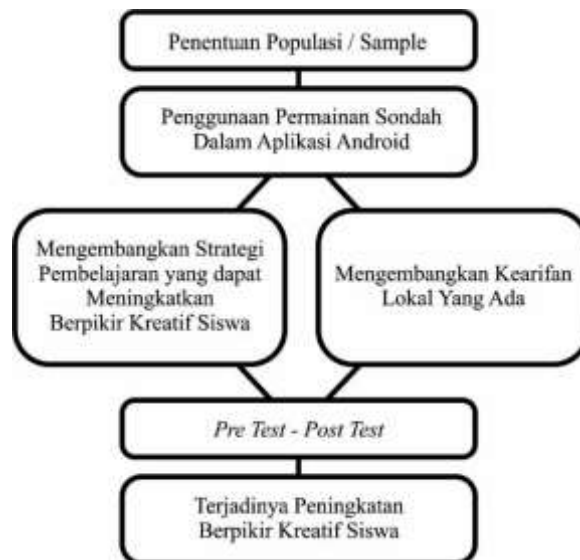 Penentuan Populasi / Sample
Penggunaan Permainan Sondah
Dalam Aplikasi Android
Mengembangkan Strategi
Pembelajaran yang dapat
Meningkatkan
Berpikir Kreatif Siswa
Mengembangkan Kearifan
Lokal Yang Ada
Pre Test - Post Test
Terjadinya Peningkatan
Berpikir Kreatif Siswa